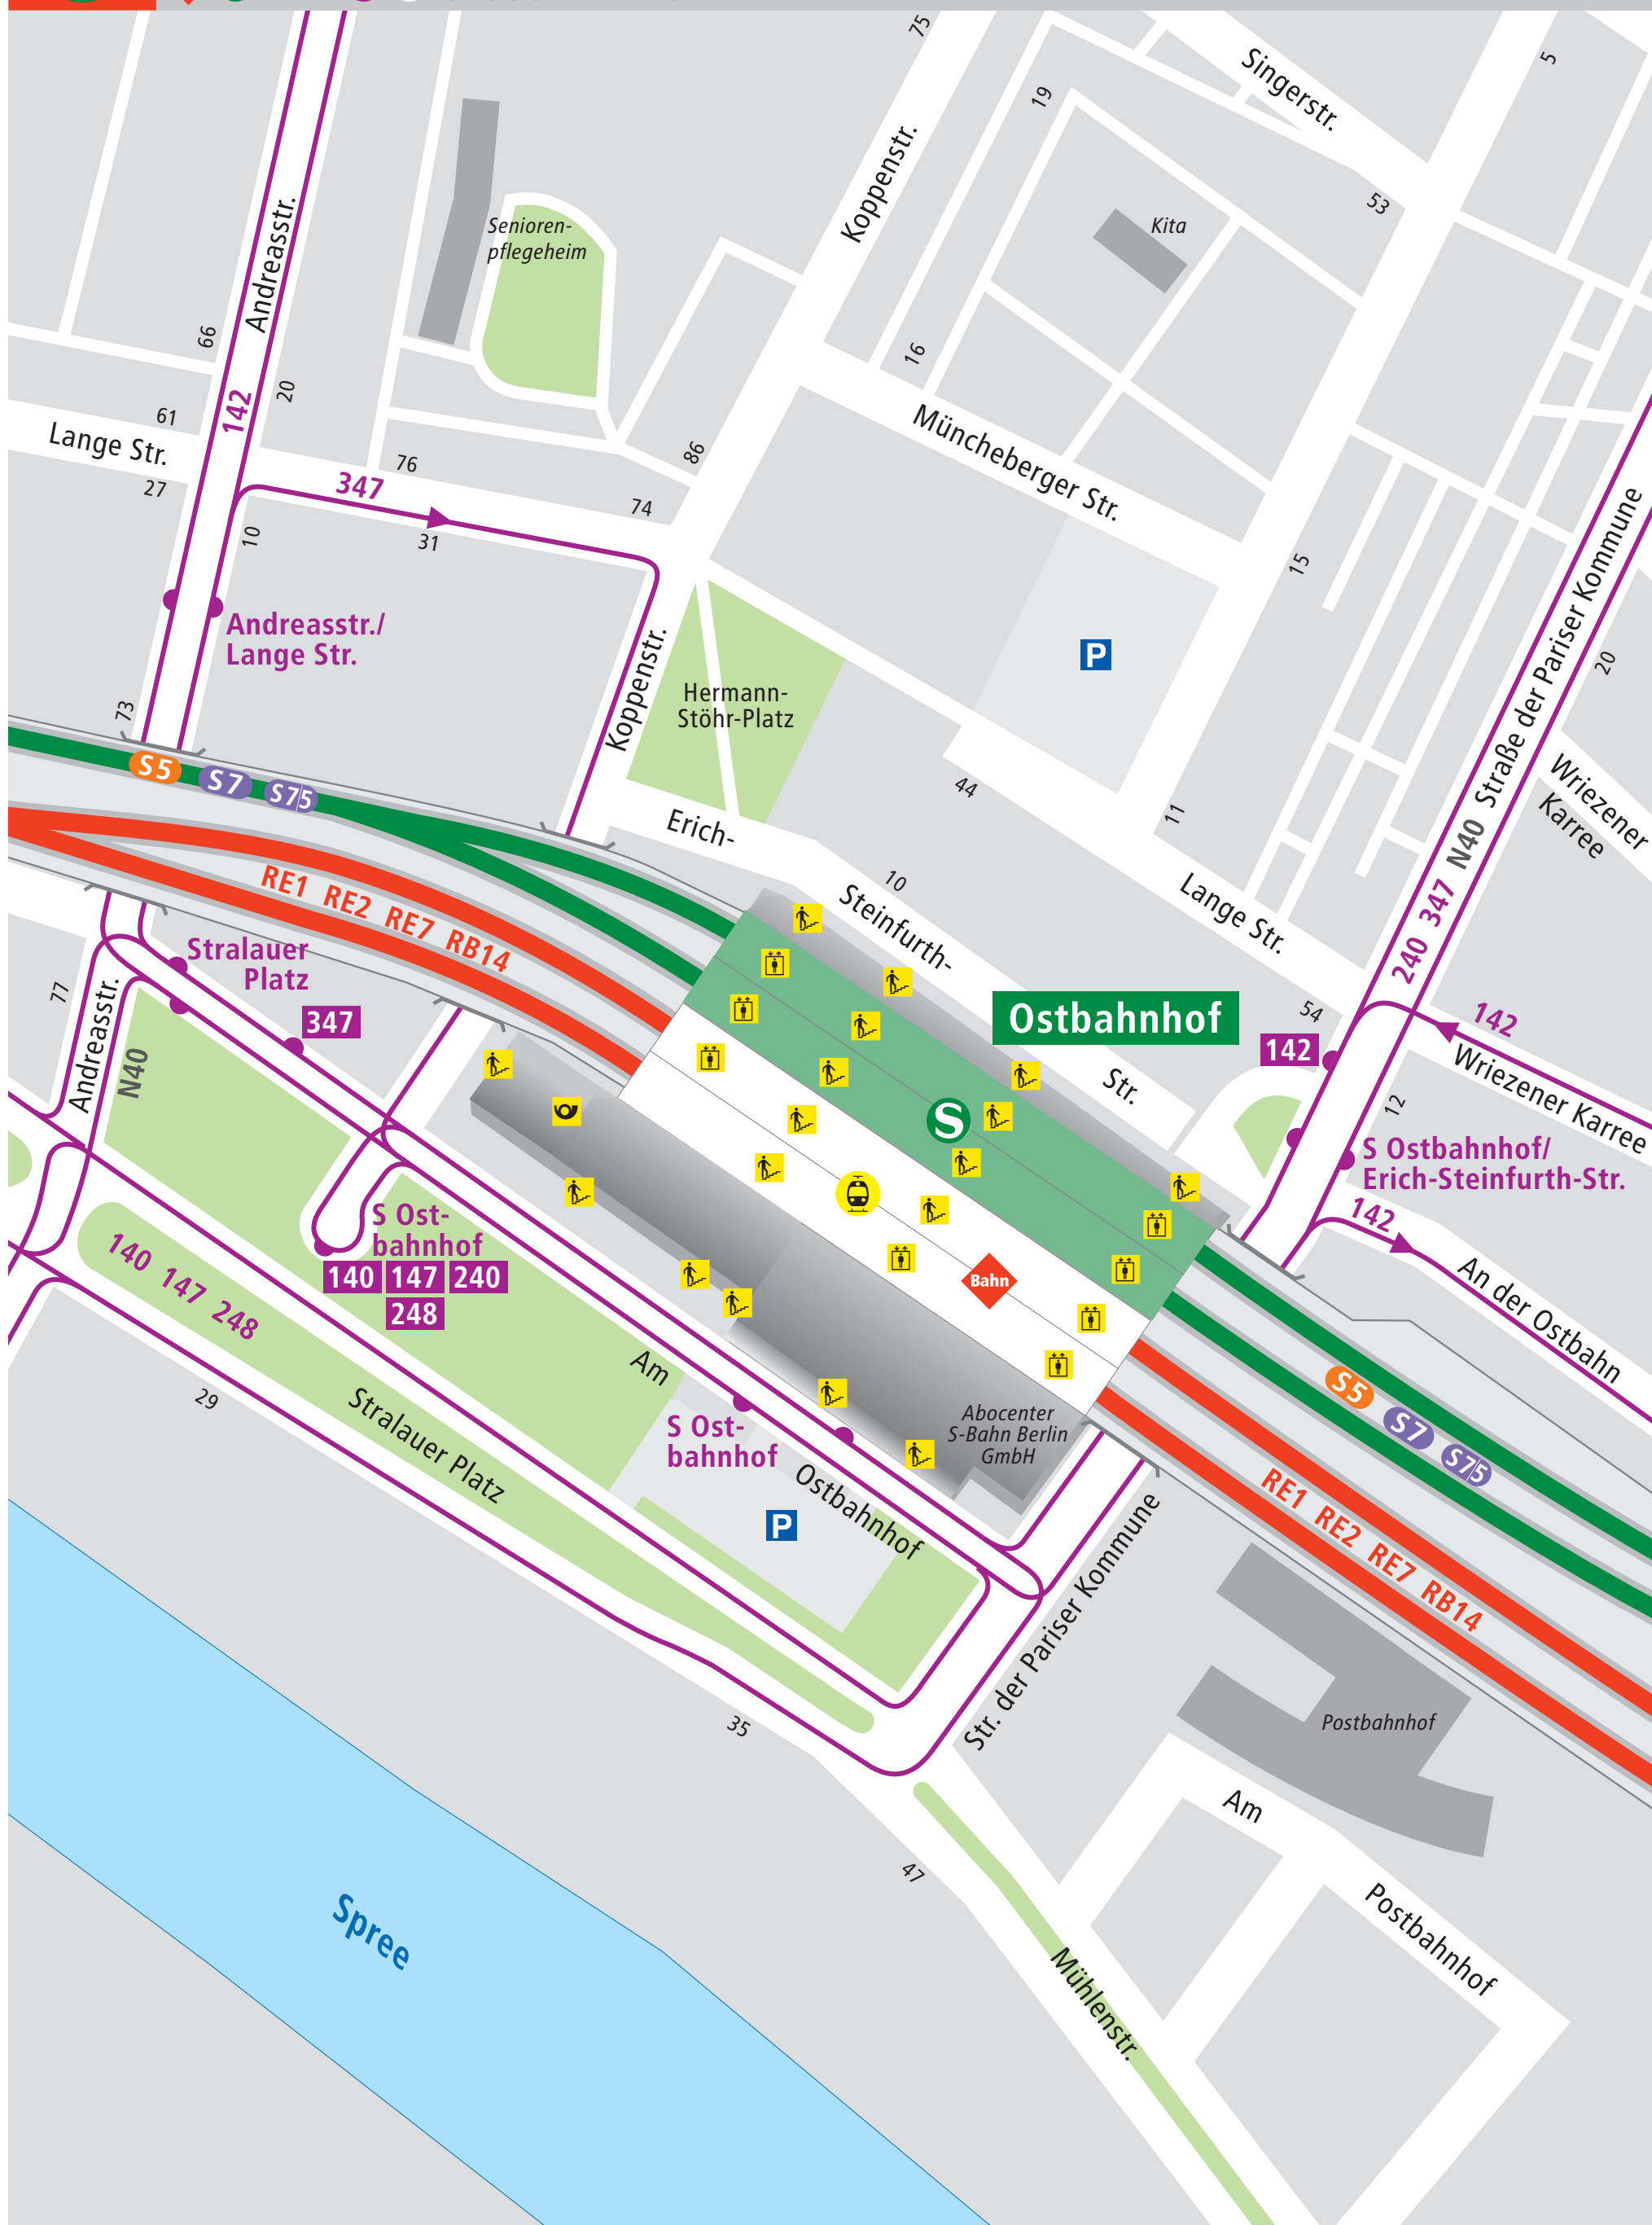 75
5
Singerstr.
19
53
Koppenstr.
Kita
Andreasstr.
Senioren-
pflegeheim
66
20
16
142
61
Lange Str.
27
76
347
86
74
31
10
Müncheberger Str.
15
Straße der Pariser Kommune
20
Andreasstr./
Lange Str.
P
Koppenstr.
Hermann-
Stöhr-Platz
73
S5
S7
S75
44
11
Wriezener
Karree
N40
Erich-
10
Steinfurth-
Str.
Lange Str.
240 347
RE1 RE2 RE7 RB14
Stralauer
Platz
77
347
Andreasstr.
N40
Ostbahnhof
54
142
142
Wriezener Karree
12
S
S Ostbahnhof/
Erich-Steinfurth-Str.
142
An der Ostbahn
S Ost-
bahnhof
140 147 240
248
140 147 248
Bahn
Am
Ostbahnhof
29
Stralauer Platz
S Ost-
bahnhof
Abocenter
S-Bahn Berlin
GmbH
S5
S7
S75
RE1 RE2 RE7 RB14
P
Str. der Pariser Kommune
35
Postbahnhof
Am
Postbahnhof
47
Spree
Mühlenstr.